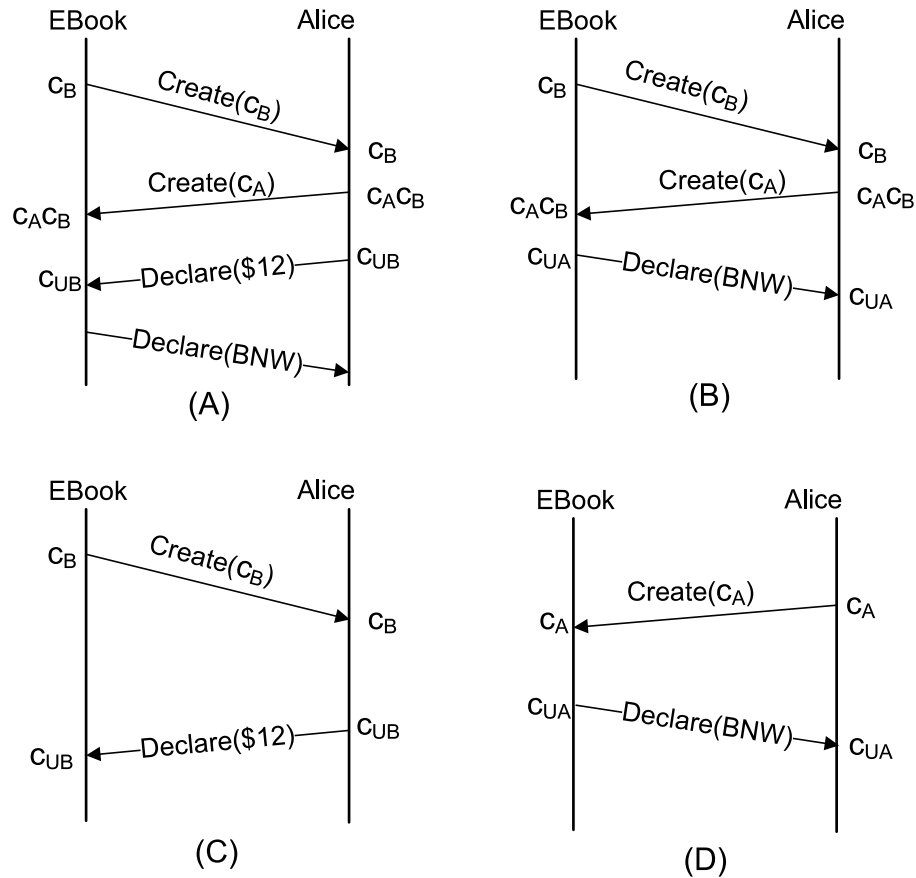 EBook Alice
cB Create(cB)
cB
Create(cA)
cAcB cAcB
Declare($12) cUB
cUB
Declare(BNW)
(A)
EBook Alice
cB Create(cB)
cB
Create(cA)
cAcB cAcB
cUA Declare(BNW)
cUA
(B)
EBook Alice
cB Create(cB)
cB
Declare($12) cUB
cUB
(C)
EBook Alice
Create(cA) cA
cA
cUA Declare(BNW)
cUA
(D)